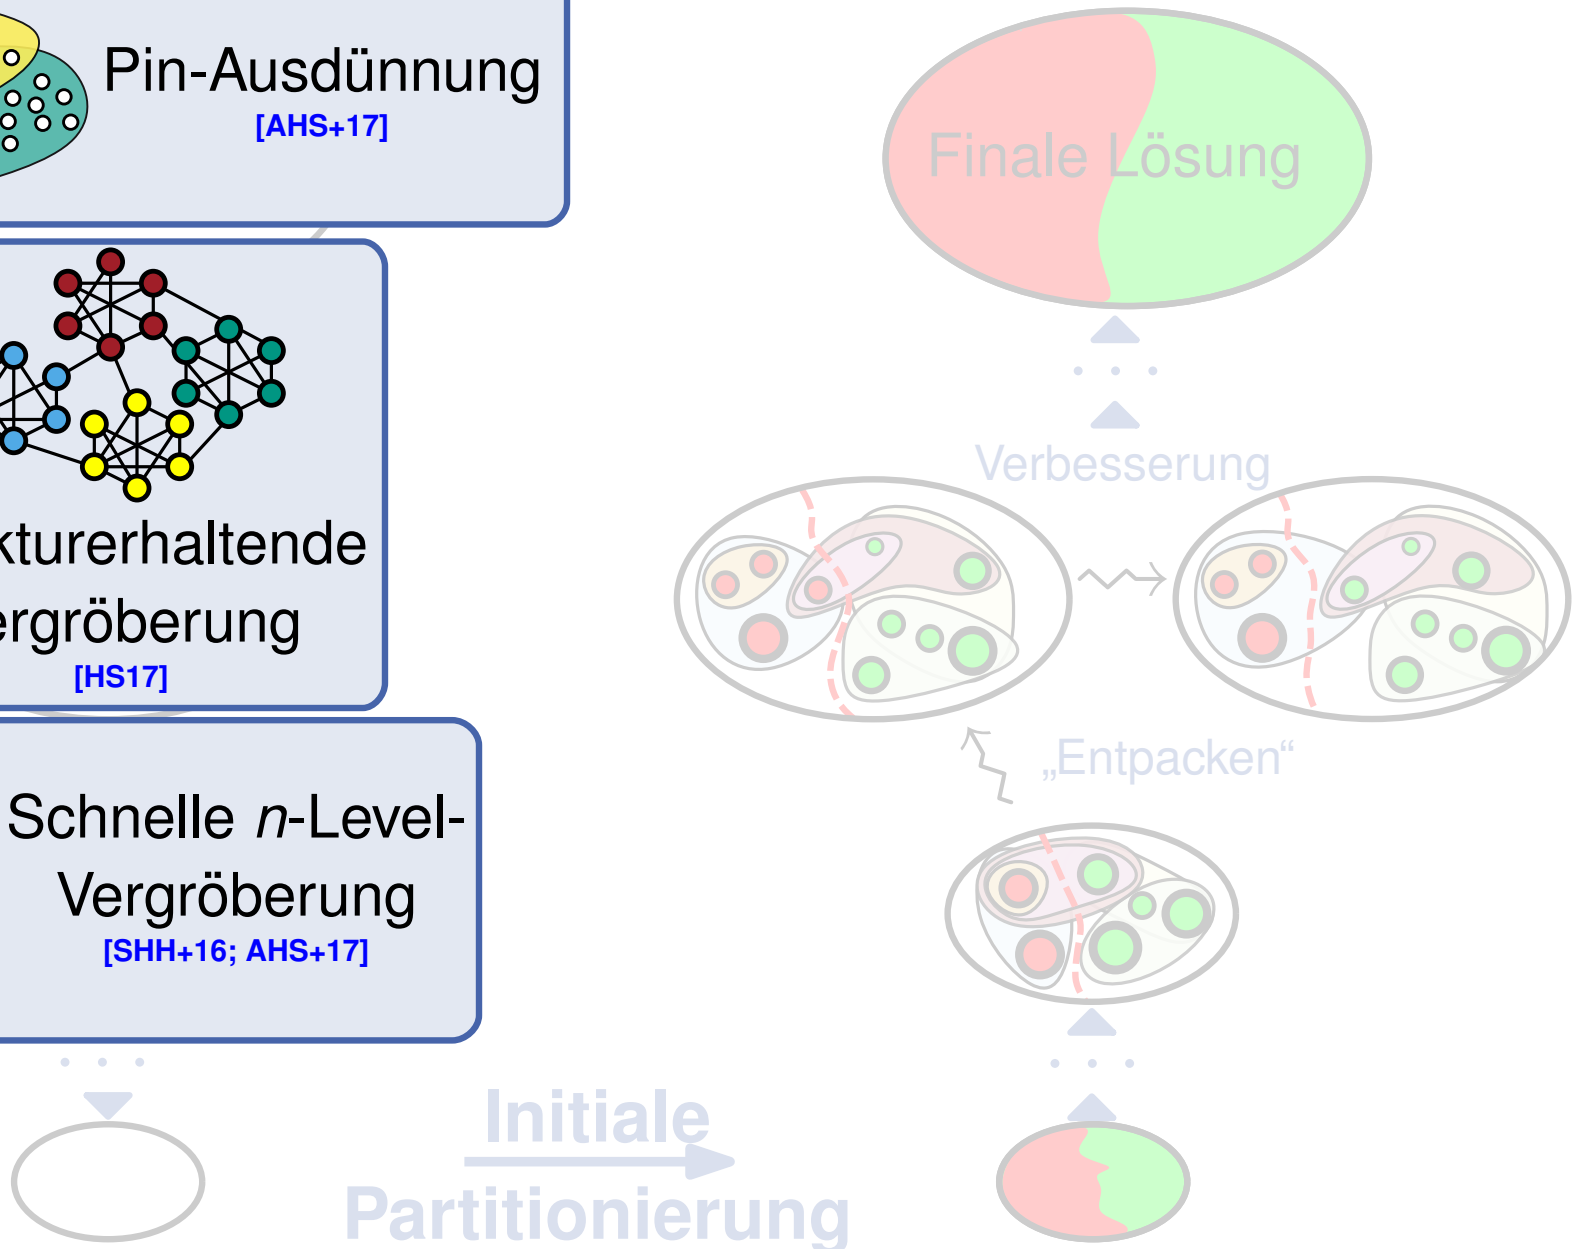 Pin-Ausdünnung
[AHS+17]
kturerhaltende
ergröberung
[HS17]
Schnelle n-Level-
Vergröberung
[SHH+16; AHS+17]
Initiale
Partitionierung
Finale Lösung
Verbesserung
„Entpacken“